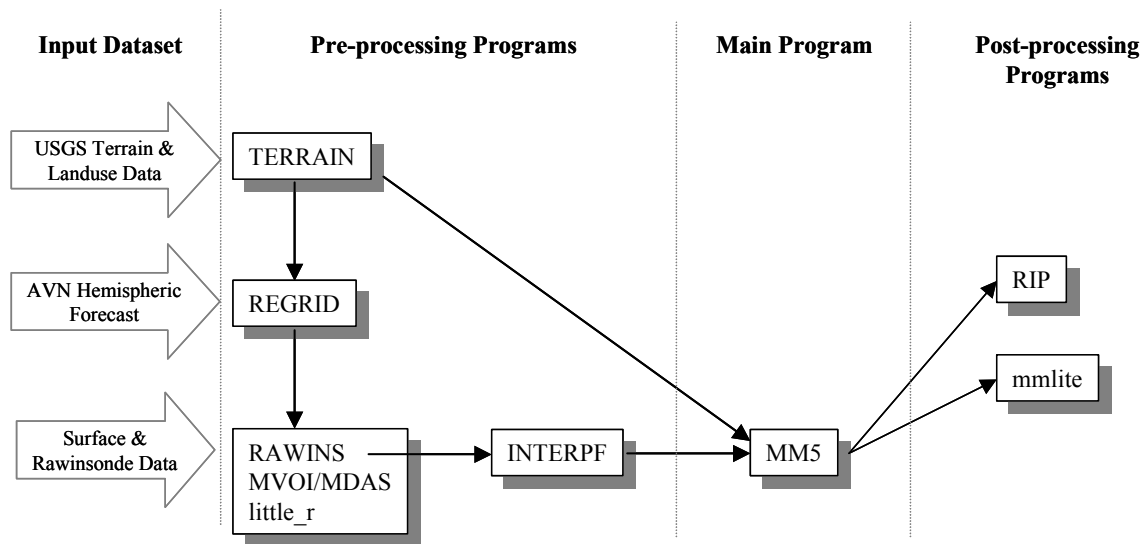 Input Dataset
Pre-processing Programs
Main Program
Post-processing
Programs
USGS Terrain &
Landuse Data
TERRAIN
AVN Hemispheric
Forecast
REGRID
RIP
mmlite
Surface &
Rawinsonde Data
RAWINS
MVOI/MDAS
little_r
INTERPF
MM5